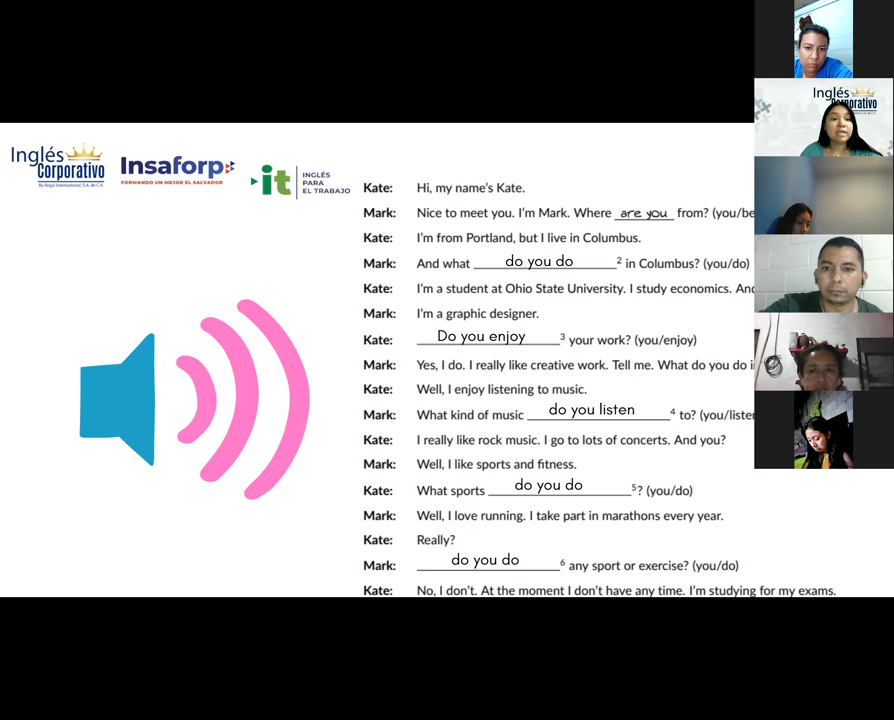 Inglés
Corporativo
By Regal International, S.A. de C.V.
Insaforp
FORMANDO UN MEJOR EL SALVADOR
it
INGLÉS
PARA
EL TRABAJO
Inglés
Corporativo
Kate: Hi, my name's Kate.
Mark: Nice to meet you. I'm Mark. Where are you from? (you/be
Kate: I'm from Portland, but I live in Columbus.
Mark: And what do you do 2 in Columbus? (you/do)
Kate: I'm a student at Ohio State University. I study economics. And
Mark: I'm a graphic designer.
Kate: Do you enjoy 3 your work? (you/enjoy)
Mark: Yes, I do. I really like creative work. Tell me. What do you do i
Kate: Well, I enjoy listening to music.
Mark: What kind of music do you listen 4 to? (you/listen
Kate: I really like rock music. I go to lots of concerts. And you?
Mark: Well, I like sports and fitness.
Kate: What sports do you do 5? (you/do)
Mark: Well, I love running. I take part in marathons every year.
Kate: Really?
Mark: do you do 6 any sport or exercise? (you/do)
Kate: No, I don't. At the moment I don't have any time. I'm studying for my exams.